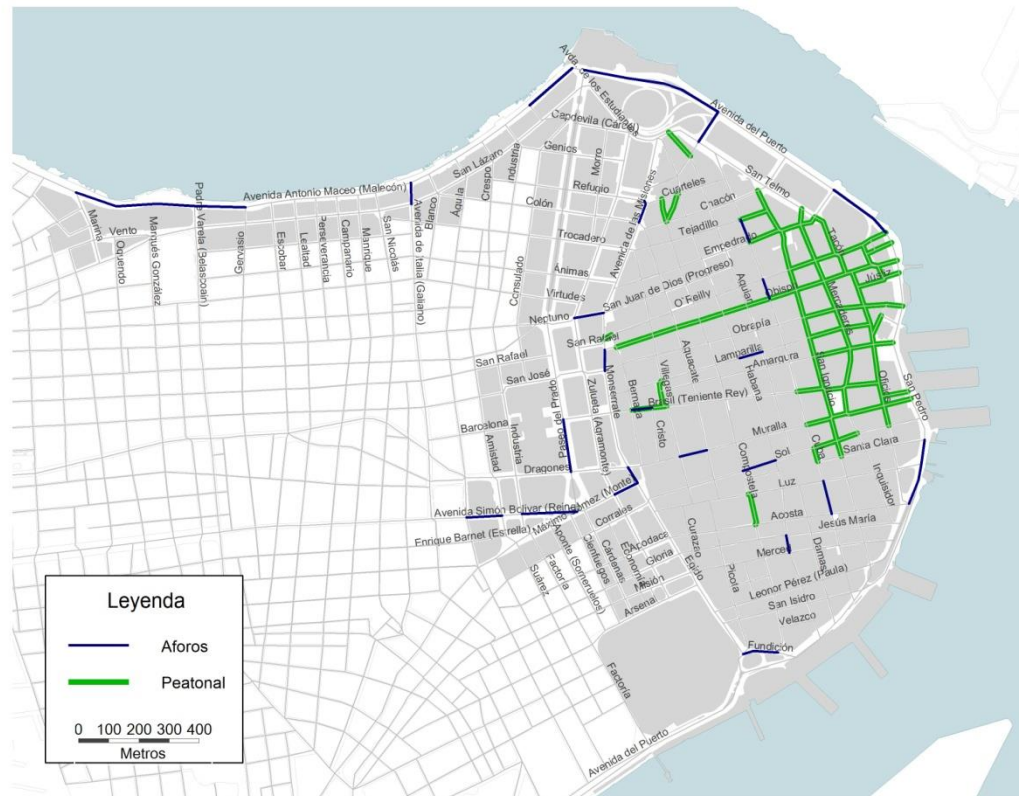 Avda. de los Estudiantes
Avenida del Puerto
Capdevila (Cárcel)
Genios
Morro
Refugio
Colón
Trocadero
Ánimas
Virtudes
Neptuno
San Rafael
San Lázaro
Industria
Crespo
Águila
Blanco
Avenida Antonio Maceo (Malecón)
Avenida de Italia (Galiano)
San Nicolás
Manrique
Campanario
Perseverancia
Lealtad
Escobar
Gervasio
Padre Varela (Belascoaín)
Marqués González
Vento
Oquendo
Marina
Consulado
Avenida de las Misiones
Cuarteles
Chacón
San Telmo
Tejadillo
Empedrado
Tacón
San Juan de Dios (Progreso)
O'Reilly
Aguiar
Obispo
Justiz
Mercaderes
Obrapía
Lamparilla
Amargura
Aguacate
Habana
Villegas
Brasil (Teniente Rey)
Bernaza
Monserrate
Zulueta (Agramonte)
Paseo del Prado
San Rafael
San José
Barcelona
Industria
Amistad
Dragones
Cristo
Muralla
San Ignacio
Oficios
San Pedro
Cuba
Santa Clara
Sol
Compostela
Luz
Inquisidor
Acosta
Jesús María
Merced
Damas
Avenida Simón Bolívar (Reina)
Máximo Gómez (Monte)
Enrique Barnet (Estrella)
Corrales
Apodaca
Gloria
Misión
Arsenal
Economía
Cárdenas
Cienfuegos
Aponte (Someruelos)
Factoría
Suárez
Curazao
Egido
Picota
Leonor Pérez (Paula)
San Isidro
Velazco
Fundición
Factoría
Avenida del Puerto
Leyenda
Aforos
Peatonal
0 100 200 300 400
Metros